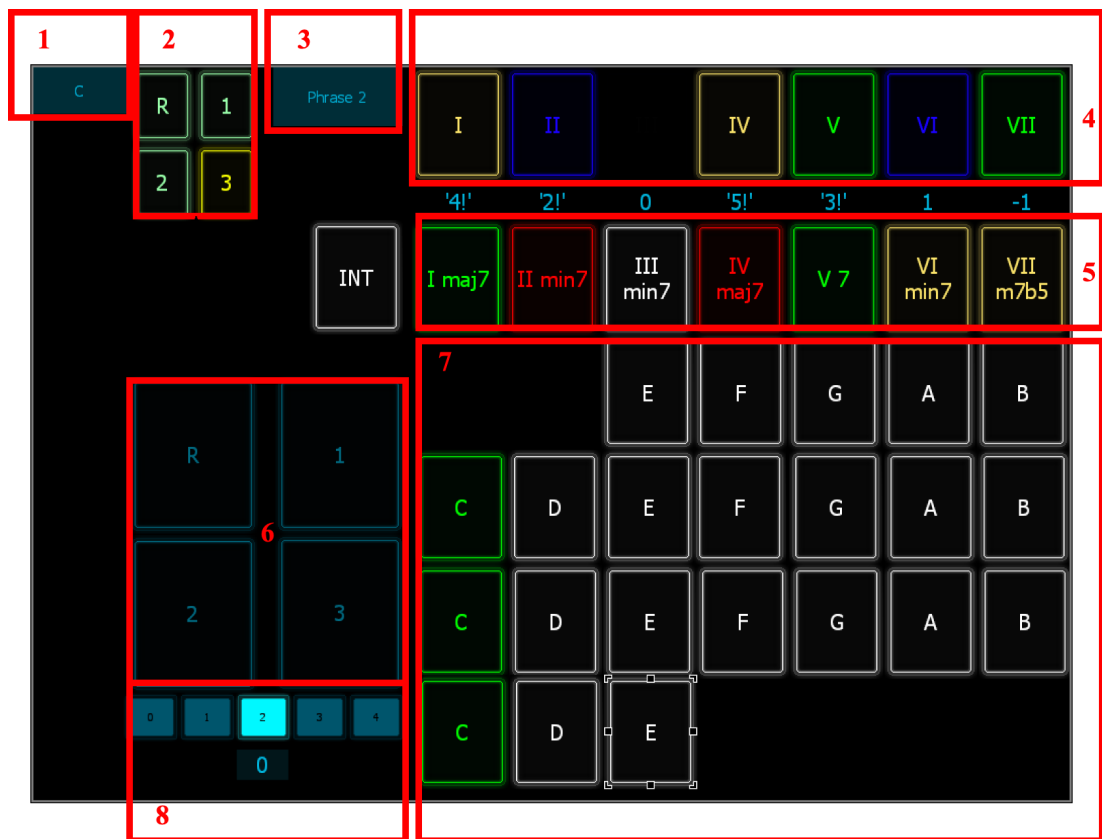 1 2 3
C R 1 Phrase 2 I II IV V VI VII 4
2 3
'4!' '2!' 0 '5!' '3!' 1 -1
INT I maj7 II min7 III min7 IV maj7 V 7 VI min7 VII m7b5 5
7
E F G A B
R 1
C D E F G A B
6
2 3
C D E F G A B
0 1 2 3 4
C D E
0
8